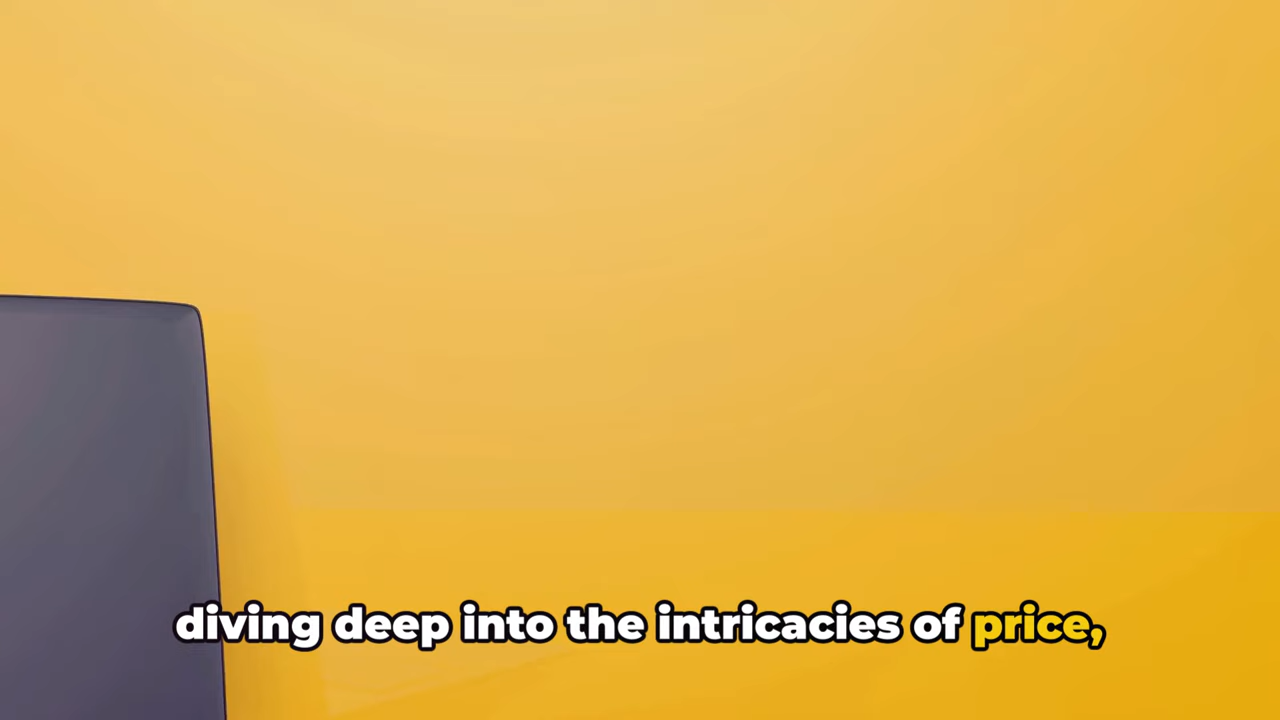 diving deep into the intricacies of price,